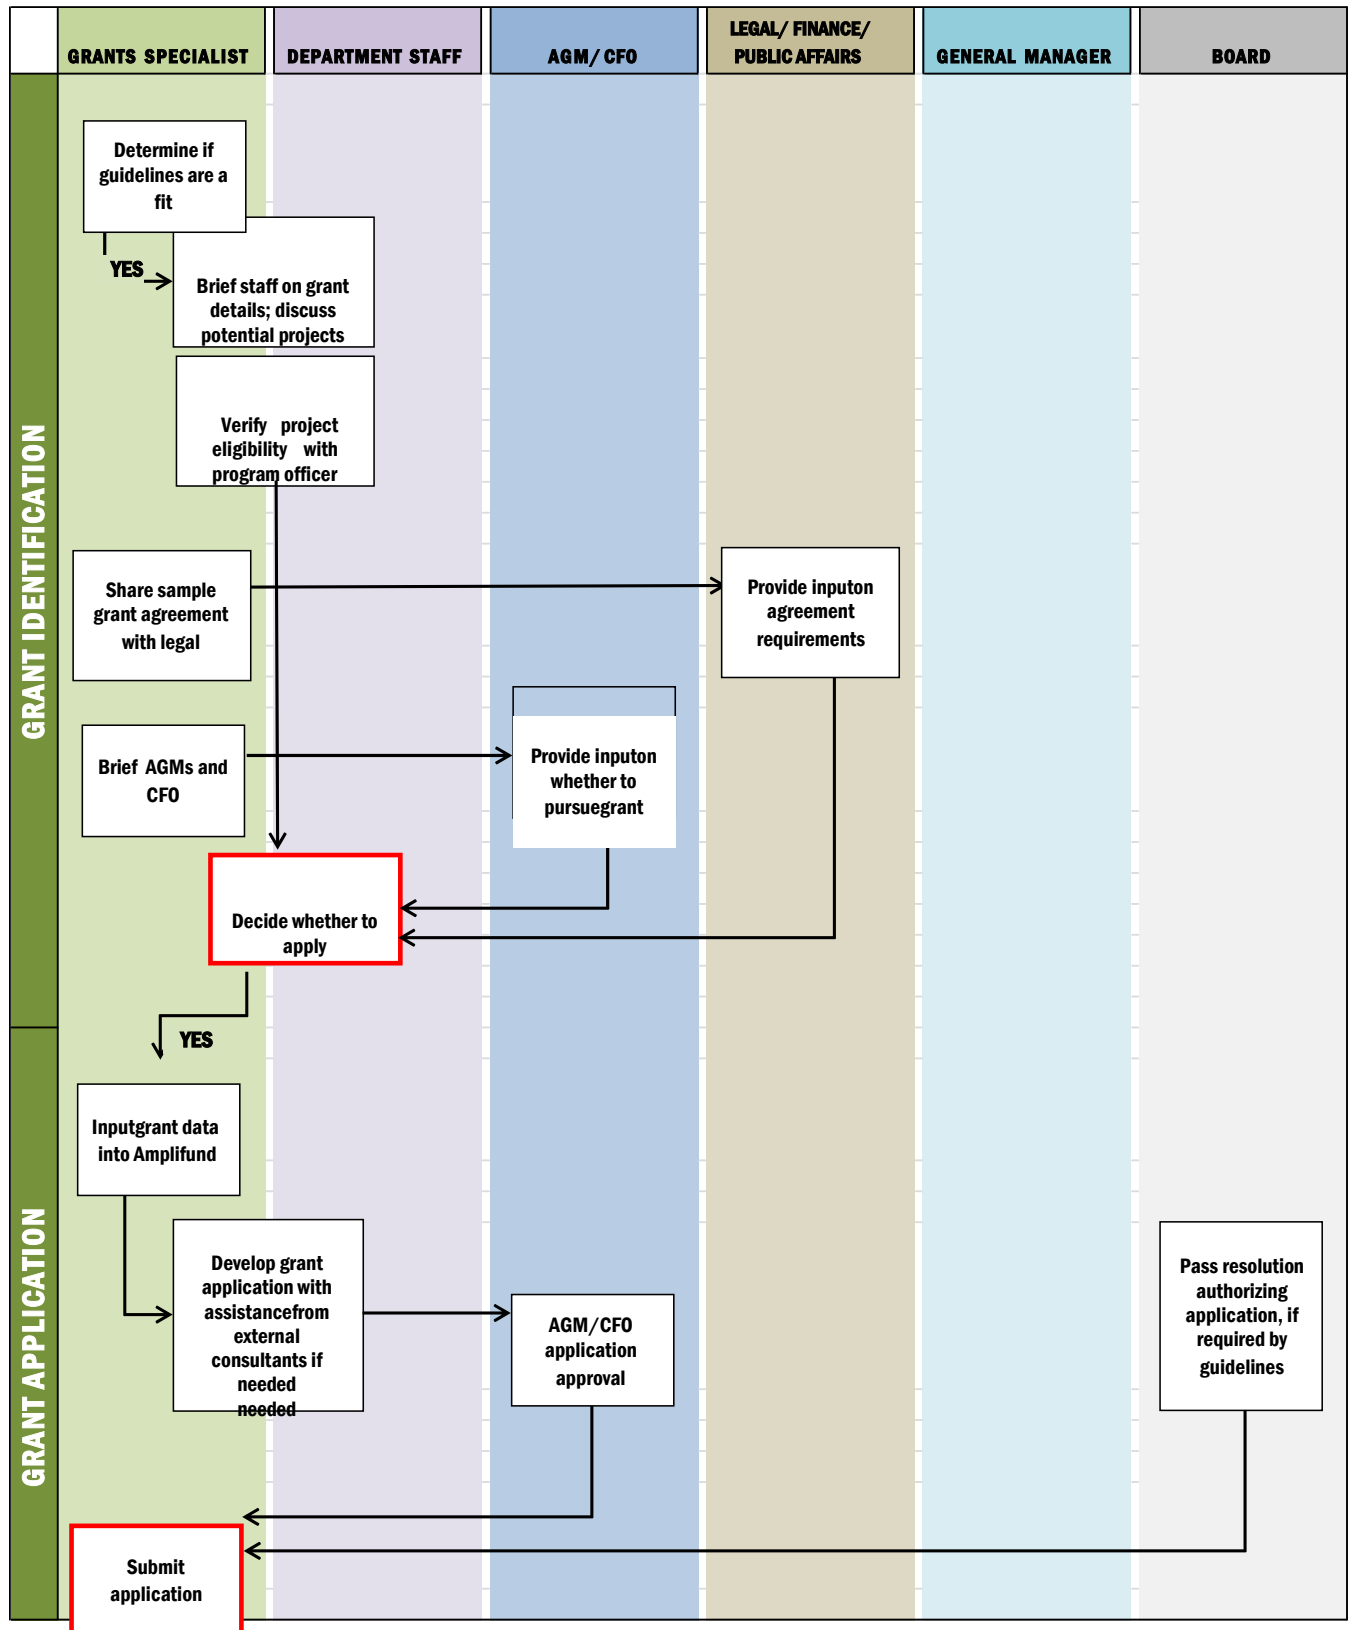 GRANTS SPECIALIST
DEPARTMENT STAFF
AGM/ CFO
LEGAL/ FINANCE/
PUBLIC AFFAIRS
GENERAL MANAGER
BOARD
GRANT IDENTIFICATION
Determine if
guidelines are a
fit
YES
Brief staff on grant
details; discuss
potential projects
Verify project
eligibility with
program officer
Share sample
grant agreement
with legal
Provide inputon
agreement
requirements
Brief AGMs and
CFO
Provide inputon
whether to
pursuegrant
Decide whether to
apply
YES
GRANT APPLICATION
Inputgrant data
into Amplifund
Develop grant
application with
assistancefrom
external
consultants if
needed
needed
AGM/CFO
application
approval
Pass resolution
authorizing
application, if
required by
guidelines
Submit
application